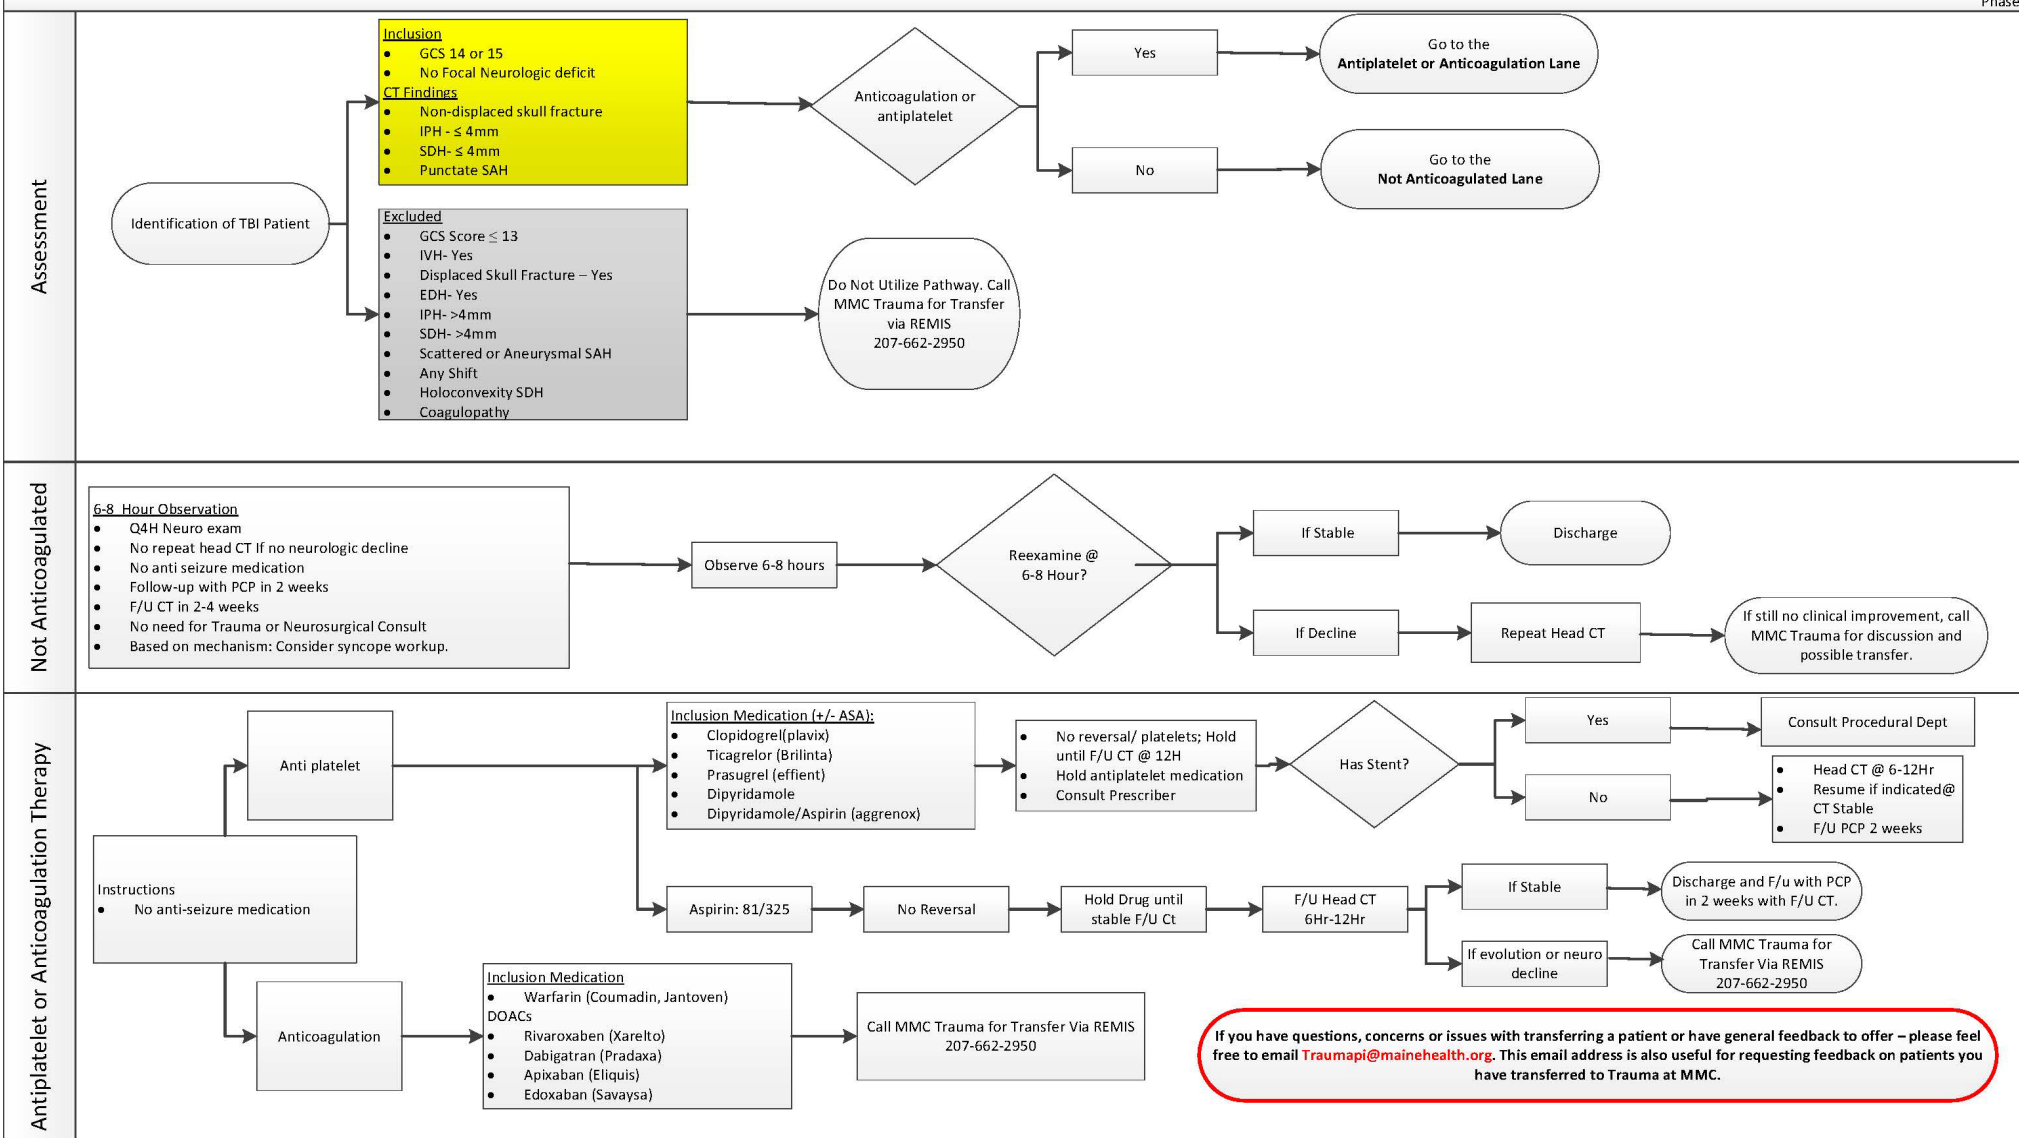 Phase
Assessment
Identification of TBI Patient
Inclusion
• GCS 14 or 15
• No Focal Neurologic deficit
CT Findings
• Non-displaced skull fracture
• IPH - ≤ 4mm
• SDH- ≤ 4mm
• Punctate SAH
Anticoagulation or
antiplatelet
Yes
Go to the
Antiplatelet or Anticoagulation Lane
No
Go to the
Not Anticoagulated Lane
Excluded
• GCS Score ≤ 13
• IVH- Yes
• Displaced Skull Fracture – Yes
• EDH- Yes
• IPH- >4mm
• SDH- >4mm
• Scattered or Aneurysmal SAH
• Any Shift
• Holoconvexity SDH
• Coagulopathy
Do Not Utilize Pathway. Call
MMC Trauma for Transfer
via REMIS
207-662-2950
Not Anticoagulated
6-8 Hour Observation
• Q4H Neuro exam
• No repeat head CT If no neurologic decline
• No anti seizure medication
• Follow-up with PCP in 2 weeks
• F/U CT in 2-4 weeks
• No need for Trauma or Neurosurgical Consult
• Based on mechanism: Consider syncope workup.
Observe 6-8 hours
Reexamine @
6-8 Hour?
If Stable
Discharge
If Decline
Repeat Head CT
If still no clinical improvement, call
MMC Trauma for discussion and
possible transfer.
Antiplatelet or Anticoagulation Therapy
Instructions
• No anti-seizure medication
Anti platelet
Inclusion Medication (+/- ASA):
• Clopidogrel(plavix)
• Ticagrelor (Brilinta)
• Prasugrel (effient)
• Dipyridamole
• Dipyridamole/Aspirin (aggrenox)
• No reversal/ platelets; Hold
until F/U CT @ 12H
• Hold antiplatelet medication
• Consult Prescriber
Has Stent?
Yes
Consult Procedural Dept
No
• Head CT @ 6-12Hr
• Resume if indicated@
CT Stable
• F/U PCP 2 weeks
Aspirin: 81/325
No Reversal
Hold Drug until
stable F/U Ct
F/U Head CT
6Hr-12Hr
If Stable
Discharge and F/u with PCP
in 2 weeks with F/U CT.
If evolution or neuro
decline
Call MMC Trauma for
Transfer Via REMIS
207-662-2950
Anticoagulation
Inclusion Medication
• Warfarin (Coumadin, Jantoven)
DOACs
• Rivaroxaben (Xarelto)
• Dabigatran (Pradaxa)
• Apixaban (Eliquis)
• Edoxaban (Savaysa)
Call MMC Trauma for Transfer Via REMIS
207-662-2950
If you have questions, concerns or issues with transferring a patient or have general feedback to offer – please feel
free to email Traumapi@mainehealth.org. This email address is also useful for requesting feedback on patients you
have transferred to Trauma at MMC.